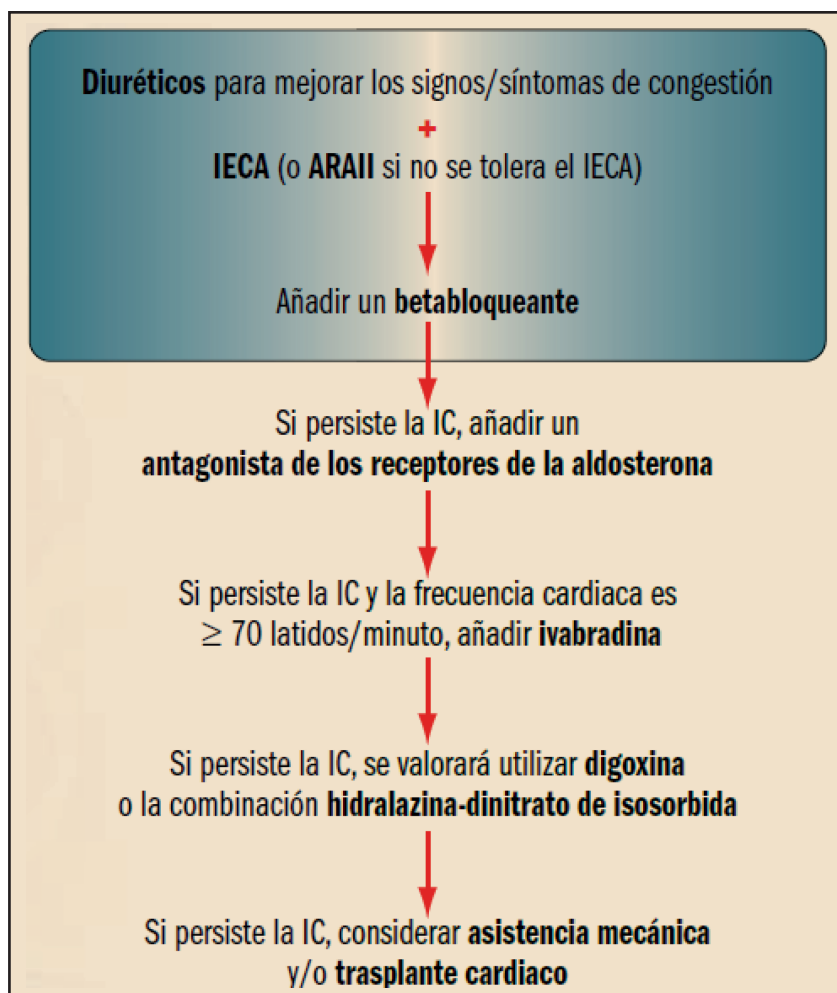 Diuréticos para mejorar los signos/síntomas de congestión
+
IECA (o ARAII si no se tolera el IECA)
Añadir un betabloqueante
Si persiste la IC, añadir un
antagonista de los receptores de la aldosterona
Si persiste la IC y la frecuencia cardiaca es
≥ 70 latidos/minuto, añadir ivabradina
Si persiste la IC, se valorará utilizar digoxina
o la combinación hidralazina-dinitrato de isosorbida
Si persiste la IC, considerar asistencia mecánica
y/o trasplante cardiaco